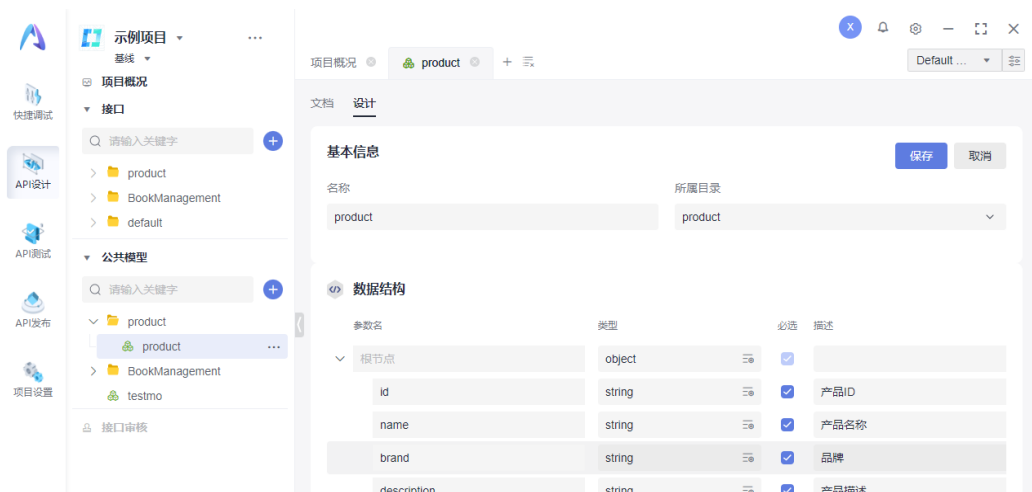 X
示例项目
基线
项目概况
product
Default ...
项目概况
快捷调试
接口
文档
设计
请输入关键字
基本信息
保存
取消
API设计
product
名称
所属目录
BookManagement
product
product
default
API测试
公共模型
请输入关键字
数据结构
API发布
product
参数名
类型
必选
描述
product
根节点
object
BookManagement
项目设置
id
string
产品ID
testmo
接口审核
name
string
产品名称
brand
string
品牌
description
string
产品描述